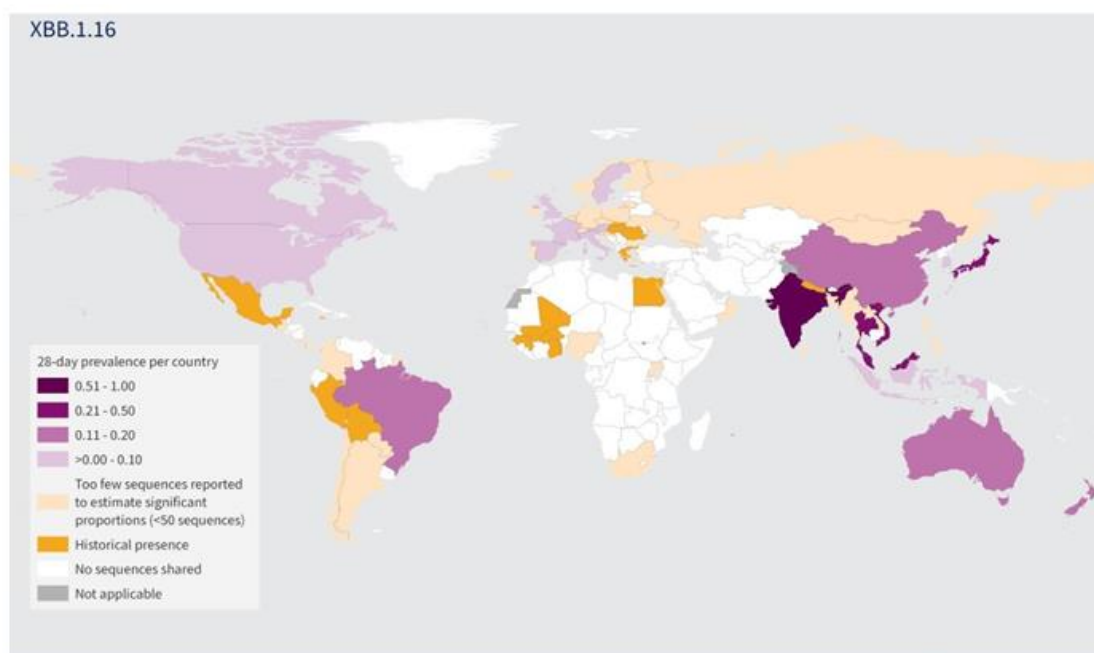 XBB.1.16
28-day prevalence per country
0.51 - 1.00
0.21 - 0.50
0.11 - 0.20
>0.00 - 0.10
Too few sequences reported
to estimate significant
proportions (<50 sequences)
Historical presence
No sequences shared
Not applicable